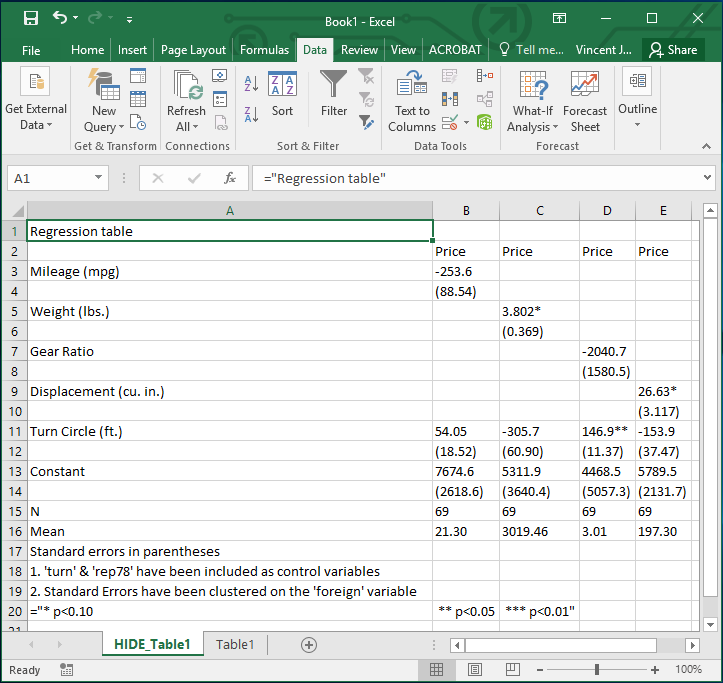 Book1 - Excel
File Home Insert Page Layout Formulas Data Review View ACROBAT Tell me... Vincent J... Share
Get External Data
New Query
Refresh All
Sort
Filter
Text to Columns
What-If Analysis
Forecast Sheet
Outline
Get & Transform Connections Sort & Filter Data Tools Forecast
A1 fx ="Regression table"
A B C D E
1 Regression table
2 Price Price Price Price
3 Mileage (mpg) -253.6
4 (88.54)
5 Weight (lbs.) 3.802*
6 (0.369)
7 Gear Ratio -2040.7
8 (1580.5)
9 Displacement (cu. in.) 26.63*
10 (3.117)
11 Turn Circle (ft.) 54.05 -305.7 146.9** -153.9
12 (18.52) (60.90) (11.37) (37.47)
13 Constant 7674.6 5311.9 4468.5 5789.5
14 (2618.6) (3640.4) (5057.3) (2131.7)
15 N 69 69 69 69
16 Mean 21.30 3019.46 3.01 197.30
17 Standard errors in parentheses
18 1. 'turn' & 'rep78' have been included as control variables
19 2. Standard Errors have been clustered on the 'foreign' variable
20 ="* p<0.10 ** p<0.05 *** p<0.01"
21
HIDE_Table1 Table1
Ready 100%